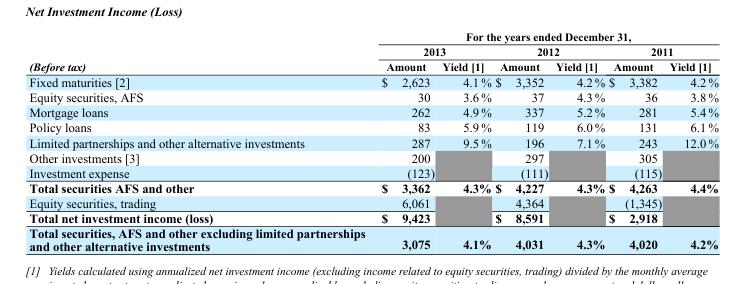 Net Investment Income (Loss)
For the years ended December 31,
2013 2012 2011
(Before tax) Amount Yield [1] Amount Yield [1] Amount Yield [1]
Fixed maturities [2] $ 2,623 4.1% $ 3,352 4.2% $ 3,382 4.2%
Equity securities, AFS 30 3.6% 37 4.3% 36 3.8%
Mortgage loans 262 4.9% 337 5.2% 281 5.4%
Policy loans 83 5.9% 119 6.0% 131 6.1%
Limited partnerships and other alternative investments 287 9.5% 196 7.1% 243 12.0%
Other investments [3] 200 297 305
Investment expense (123) (111) (115)
Total securities AFS and other $ 3,362 4.3% $ 4,227 4.3% $ 4,263 4.4%
Equity securities, trading 6,061 4,364 (1,345)
Total net investment income (loss) $ 9,423 $ 8,591 $ 2,918
Total securities, AFS and other excluding limited partnerships
and other alternative investments 3,075 4.1% 4,031 4.3% 4,020 4.2%
[1] Yields calculated using annualized net investment income (excluding income related to equity securities, trading) divided by the monthly average